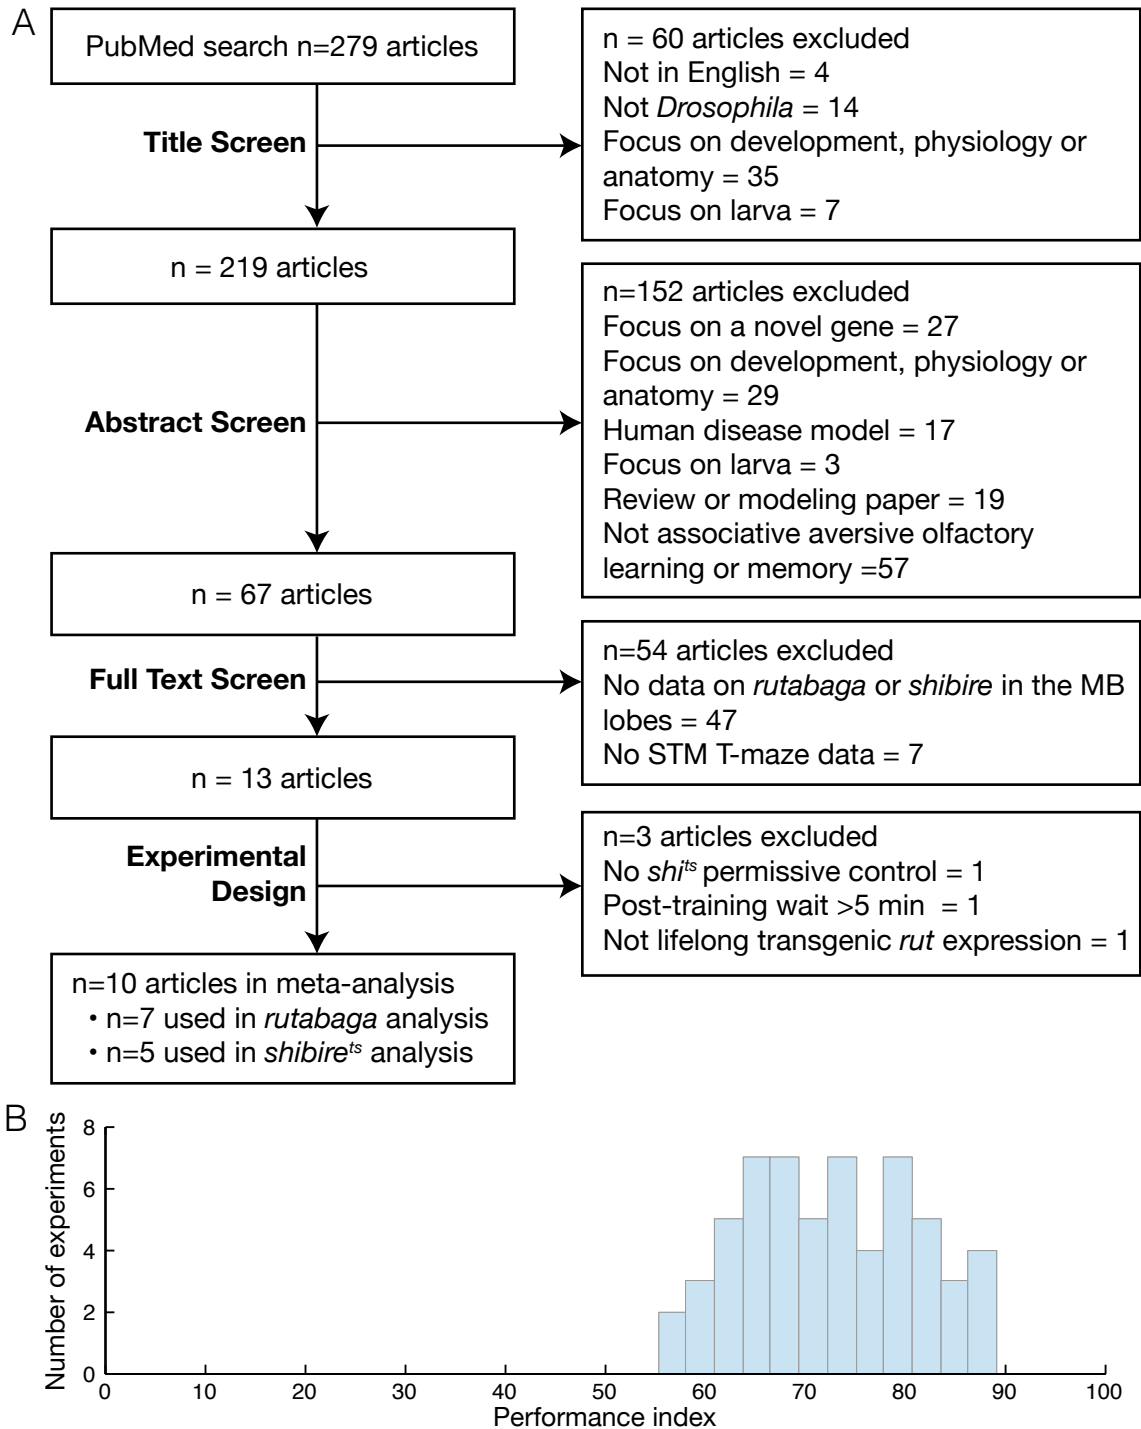 A
PubMed search n=279 articles
n = 60 articles excluded
Not in English = 4
Not Drosophila = 14
Focus on development, physiology or
anatomy = 35
Focus on larva = 7
Title Screen
n = 219 articles
n=152 articles excluded
Focus on a novel gene = 27
Focus on development, physiology or
anatomy = 29
Human disease model = 17
Focus on larva = 3
Review or modeling paper = 19
Not associative aversive olfactory
learning or memory =57
Abstract Screen
n = 67 articles
n=54 articles excluded
No data on rutabaga or shibire in the MB
lobes = 47
No STM T-maze data = 7
Full Text Screen
n = 13 articles
n=3 articles excluded
No shits permissive control = 1
Post-training wait >5 min = 1
Not lifelong transgenic rut expression = 1
Experimental
Design
n=10 articles in meta-analysis
• n=7 used in rutabaga analysis
• n=5 used in shibirets analysis
B
Number of experiments
8
6
4
2
0
0 10 20 30 40 50 60 70 80 90 100
Performance index